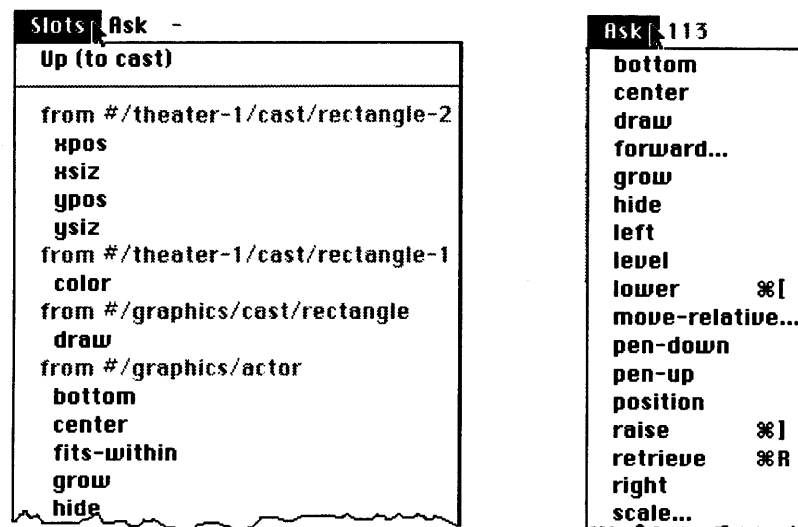 Slots Ask -
Up (to cast)
from #/theater-1/cast/rectangle-2
xpos
xsiz
ypos
ysiz
from #/theater-1/cast/rectangle-1
color
from #/graphics/cast/rectangle
draw
from #/graphics/actor
bottom
center
fits-within
grow
hide
Ask 113
bottom
center
draw
forward...
grow
hide
left
level
lower ⌘[
move-relative...
pen-down
pen-up
position
raise ⌘]
retrieve ⌘R
right
scale...